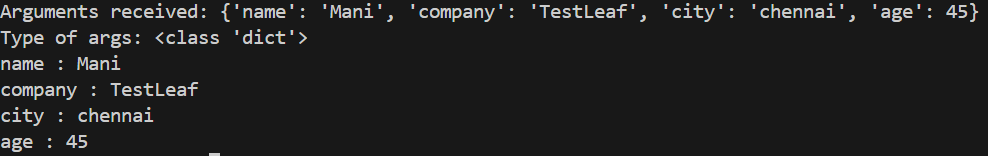 Arguments received: {'name': 'Mani', 'company': 'TestLeaf', 'city': 'chennai', 'age': 45}
Type of args: <class 'dict'>
name : Mani
company : TestLeaf
city : chennai
age : 45